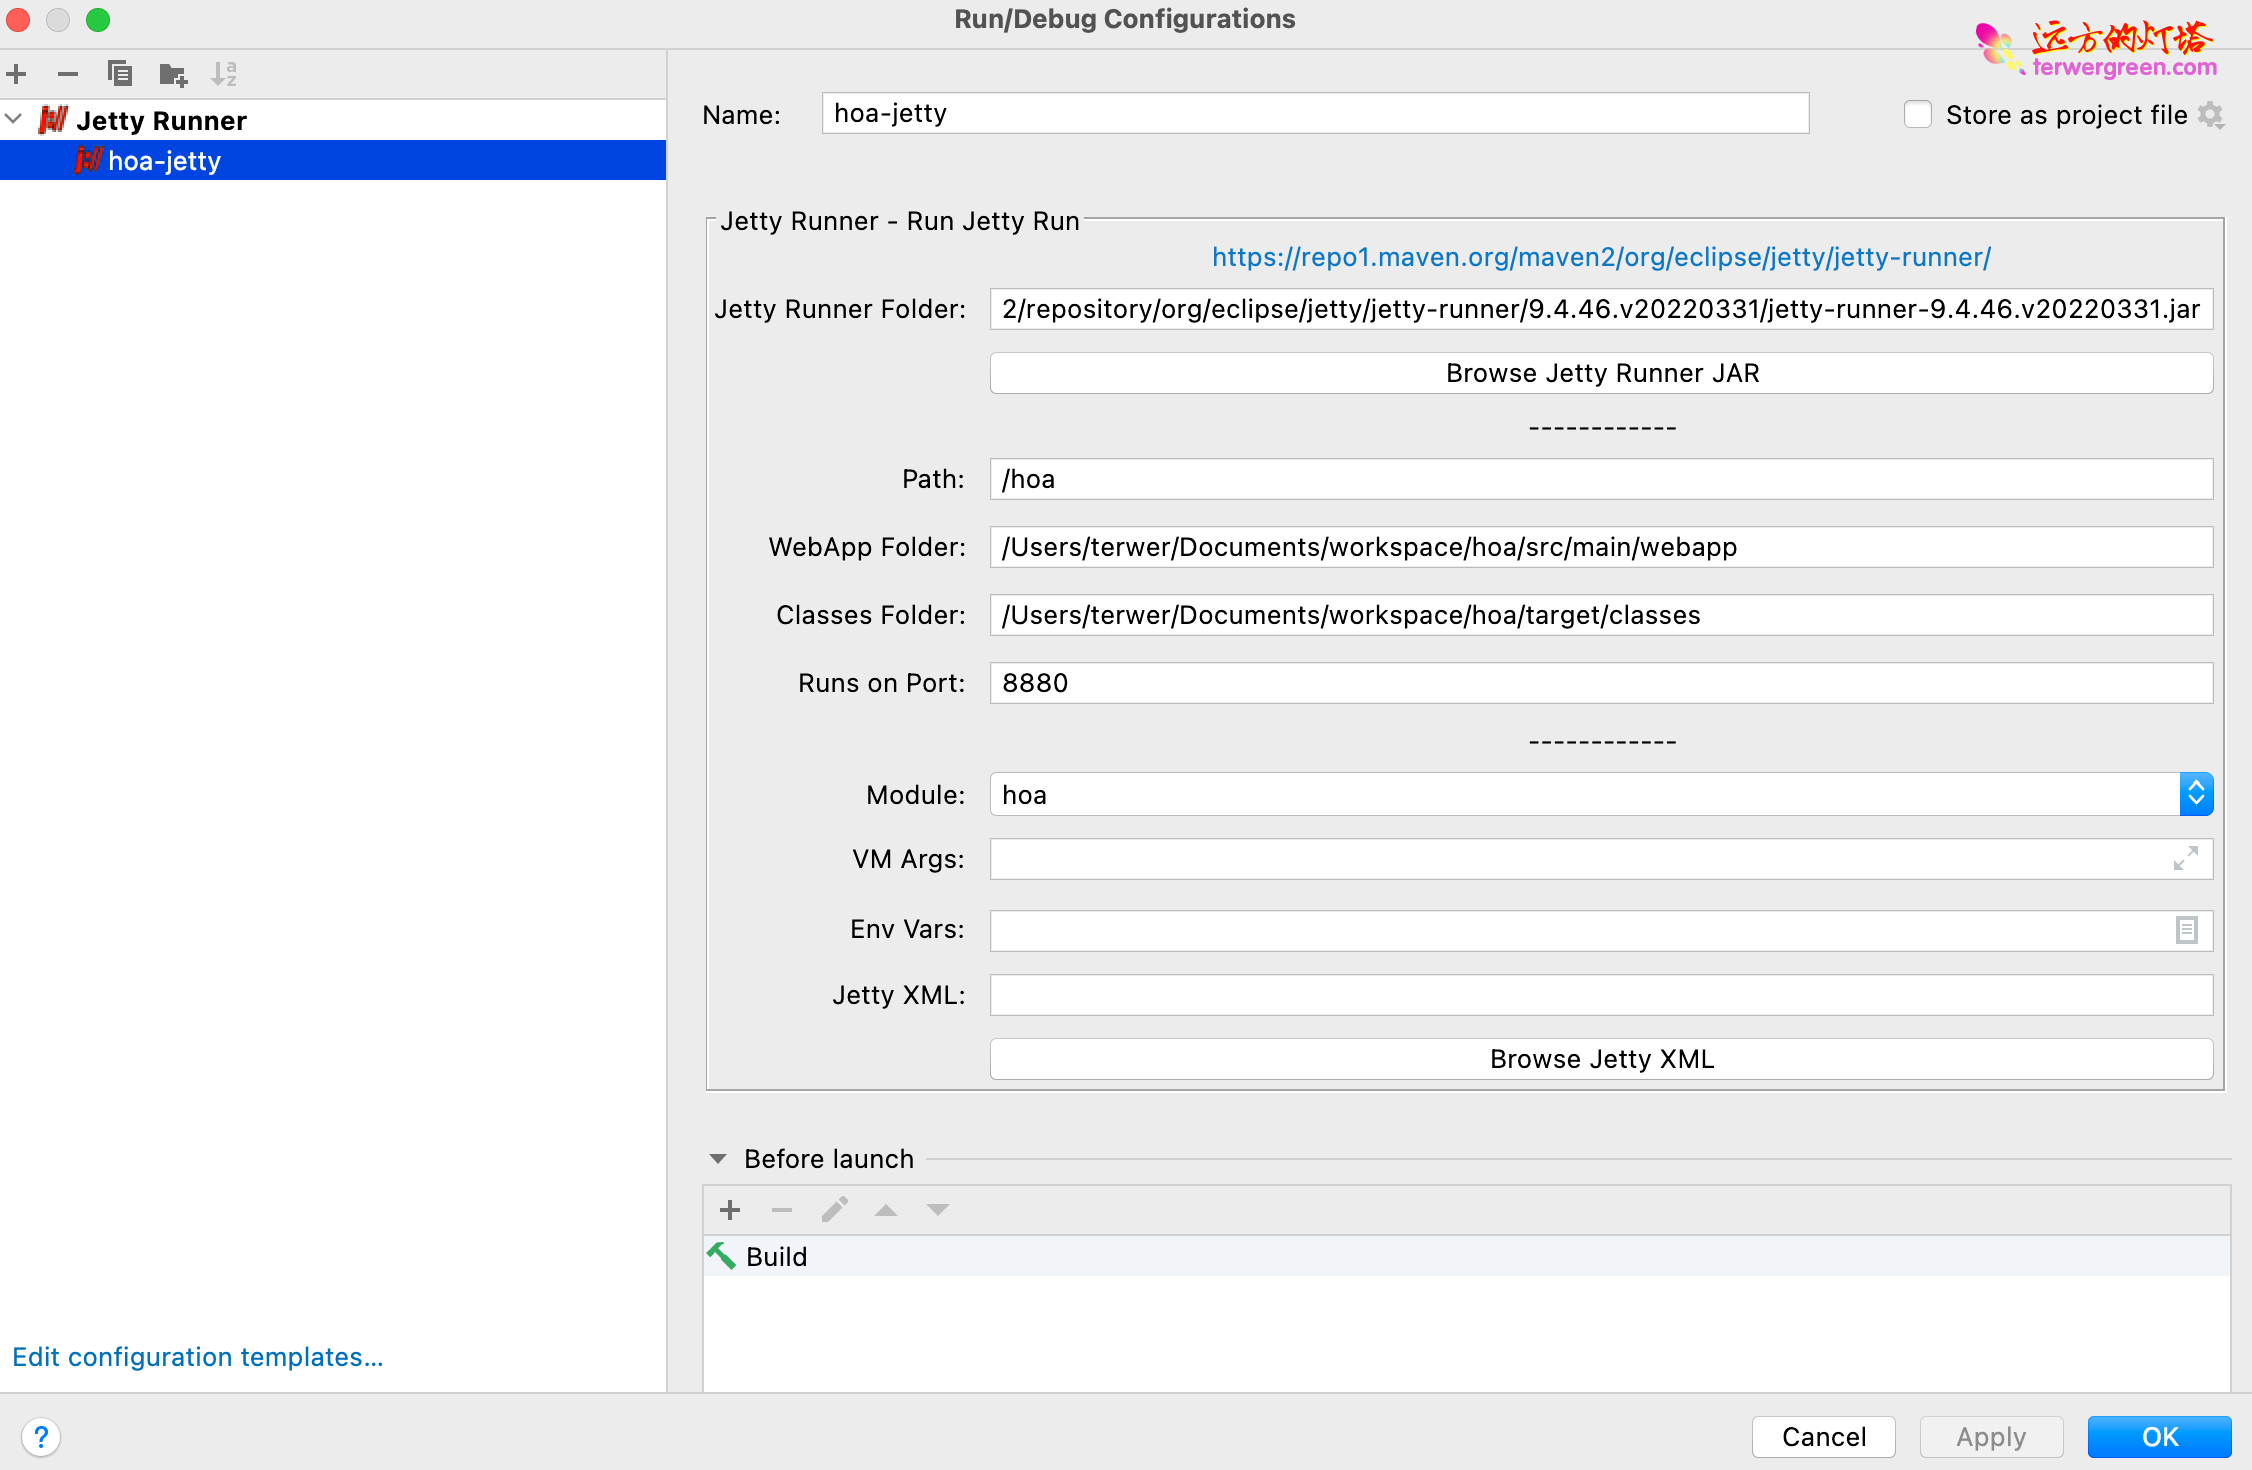 Run/Debug Configurations
远方的灯塔
terwergreen.com
Jetty Runner
hoa-jetty
Name: hoa-jetty
Store as project file
Jetty Runner - Run Jetty Run
https://repo1.maven.org/maven2/org/eclipse/jetty/jetty-runner/
Jetty Runner Folder: 2/repository/org/eclipse/jetty/jetty-runner/9.4.46.v20220331/jetty-runner-9.4.46.v20220331.jar
Browse Jetty Runner JAR
------------
Path: /hoa
WebApp Folder: /Users/terwer/Documents/workspace/hoa/src/main/webapp
Classes Folder: /Users/terwer/Documents/workspace/hoa/target/classes
Runs on Port: 8880
------------
Module: hoa
VM Args:
Env Vars:
Jetty XML:
Browse Jetty XML
Before launch
Build
Edit configuration templates...
?
Cancel
Apply
OK